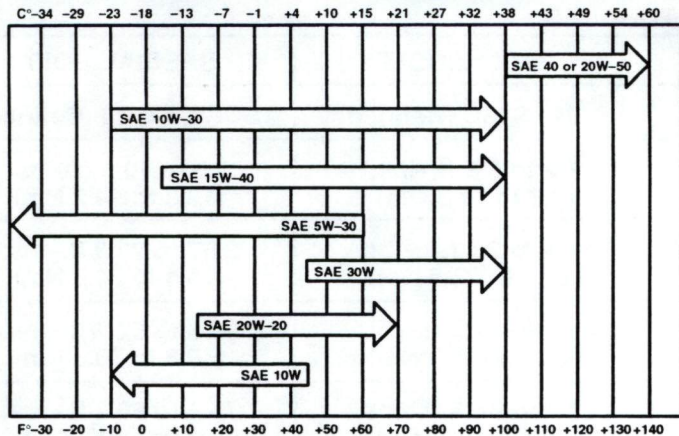 C°–34 –29 –23 –18 –13 –7 –1 +4 +10 +15 +21 +27 +32 +38 +43 +49 +54 +60
SAE 40 or 20W–50
SAE 10W–30
SAE 15W–40
SAE 5W–30
SAE 30W
SAE 20W–20
SAE 10W
F°–30 –20 –10 0 +10 +20 +30 +40 +50 +60 +70 +80 +90 +100 +110 +120 +130 +140